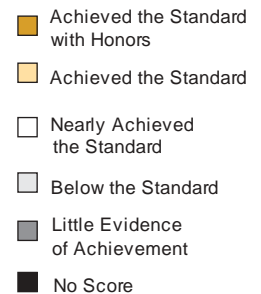 Achieved the Standard
with Honors
Achieved the Standard
Nearly Achieved
the Standard
Below the Standard
Little Evidence
of Achievement
No Score